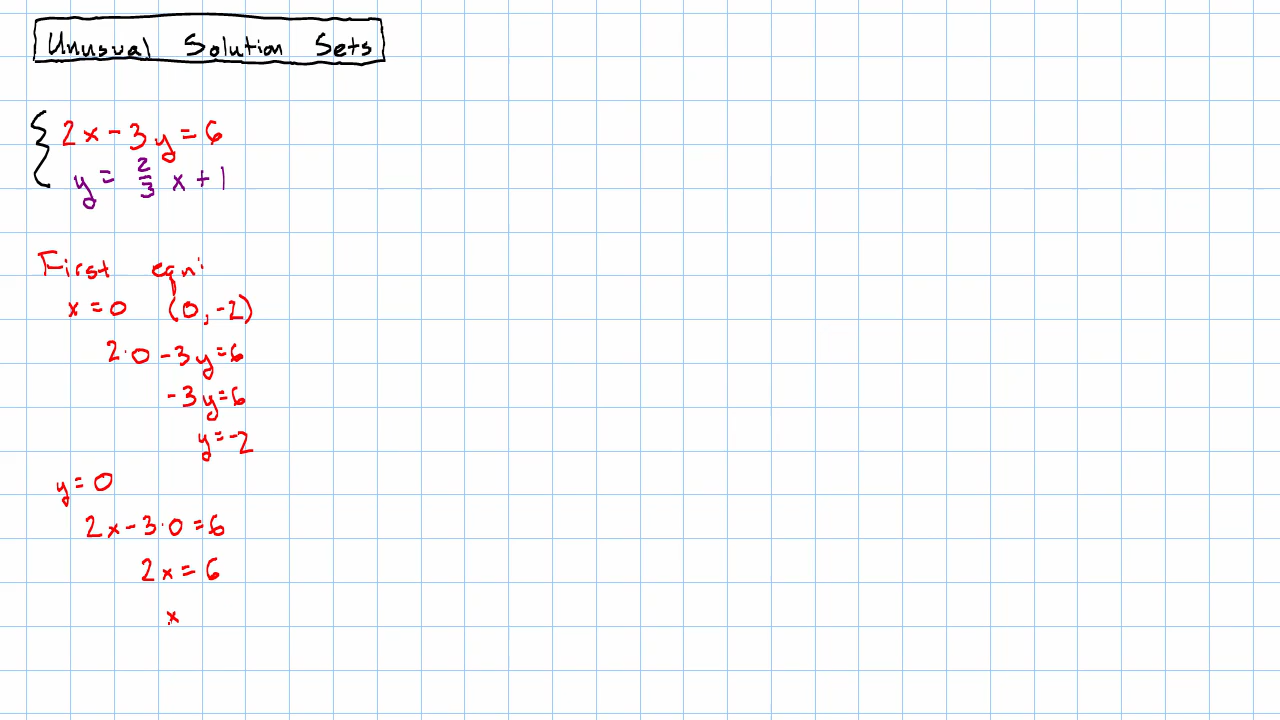 Unusual Solution Sets
2x - 3y = 6
y = 2/3 x + 1
First eqn:
x = 0 (0, -2)
2·0 - 3y = 6
-3y = 6
y = -2
y = 0
2x - 3·0 = 6
2x = 6
x